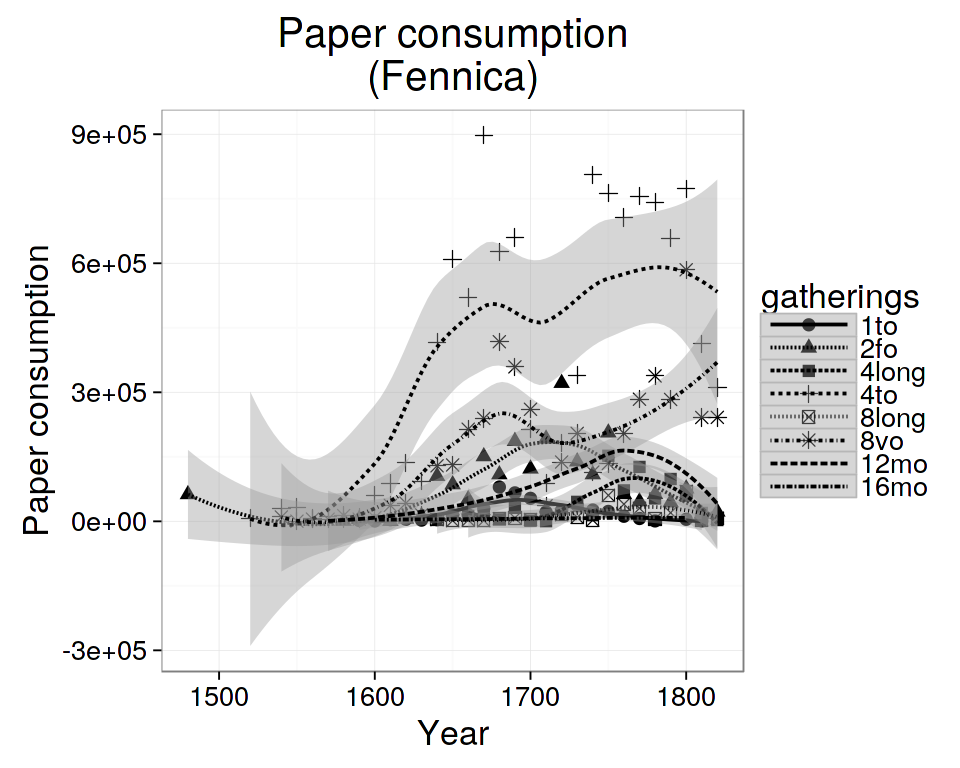 Paper consumption
(Fennica)
Paper consumption
9e+05
6e+05
3e+05
0e+00
-3e+05
1500
1600
1700
1800
Year
gatherings
1to
2fo
4long
4to
8long
8vo
12mo
16mo